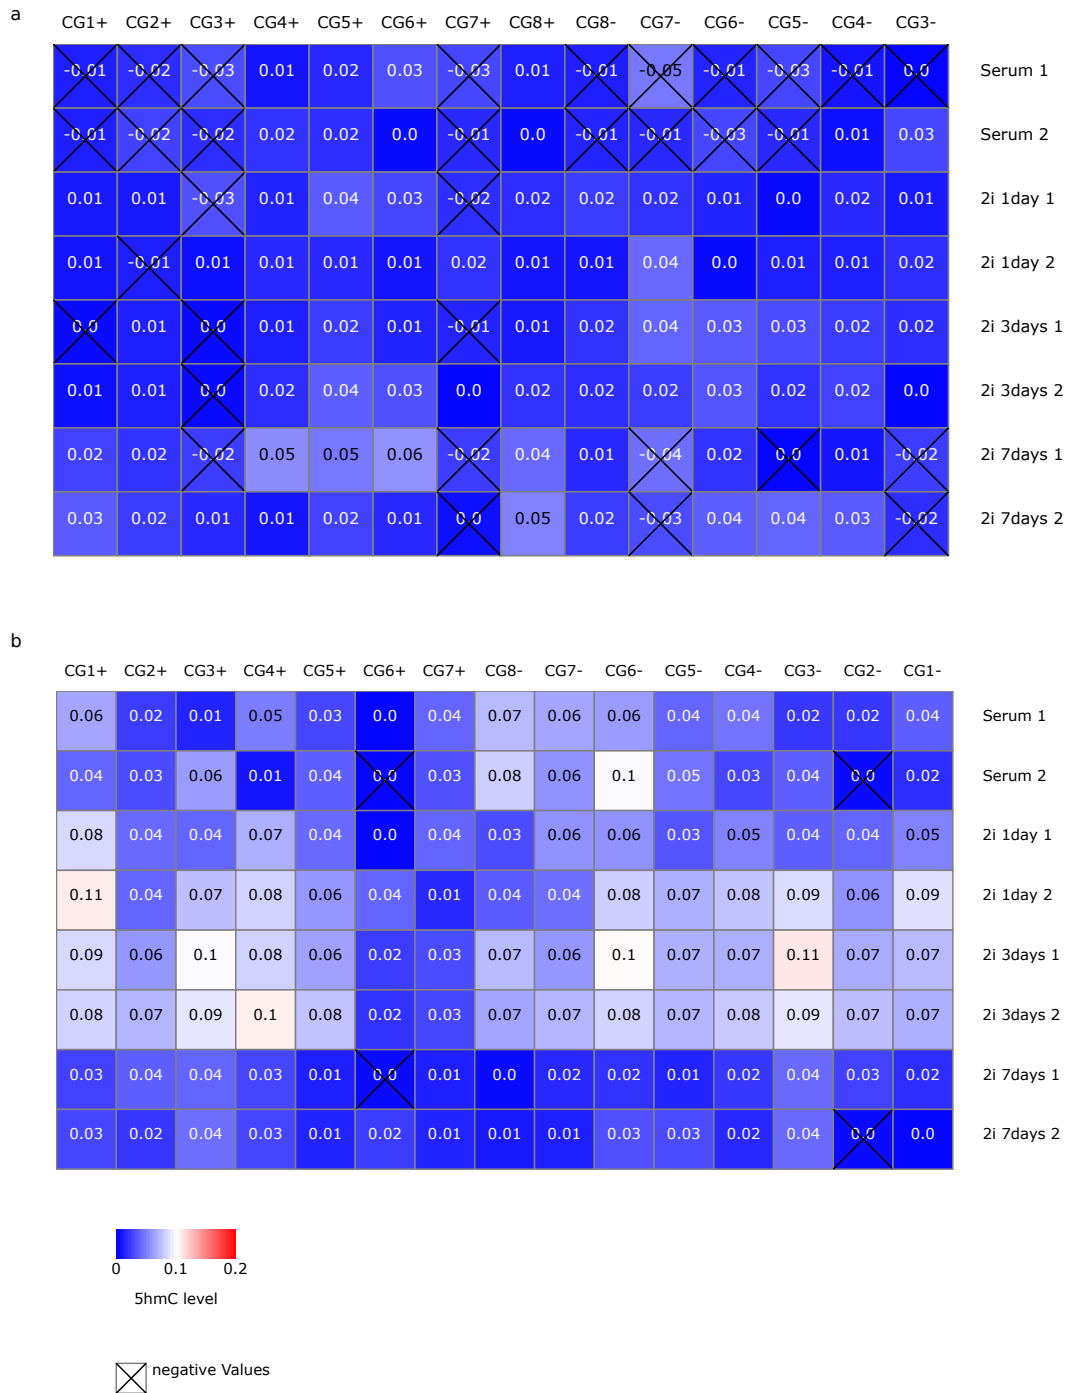 a
CG1+ CG2+ CG3+ CG4+ CG5+ CG6+ CG7+ CG8+ CG8- CG7- CG6- CG5- CG4- CG3-
-0.01 -0.02 -0.03 0.01 0.02 0.03 -0.03 0.01 -0.01 -0.05 -0.01 -0.03 -0.01 0.0 Serum 1
-0.01 -0.02 -0.02 0.02 0.02 0.0 -0.01 0.0 -0.01 -0.01 -0.03 -0.01 0.01 0.03 Serum 2
0.01 0.01 -0.03 0.01 0.04 0.03 -0.02 0.02 0.02 0.02 0.01 0.0 0.02 0.01 2i 1day 1
0.01 -0.01 0.01 0.01 0.01 0.01 0.02 0.01 0.01 0.04 0.0 0.01 0.01 0.02 2i 1day 2
0.0 0.01 0.0 0.01 0.02 0.01 -0.01 0.01 0.02 0.04 0.03 0.03 0.02 0.02 2i 3days 1
0.01 0.01 0.0 0.02 0.04 0.03 0.0 0.02 0.02 0.02 0.03 0.02 0.02 0.0 2i 3days 2
0.02 0.02 -0.02 0.05 0.05 0.06 -0.02 0.04 0.01 -0.04 0.02 0.0 0.01 -0.02 2i 7days 1
0.03 0.02 0.01 0.01 0.02 0.01 0.0 0.05 0.02 -0.03 0.04 0.04 0.03 -0.02 2i 7days 2
b
CG1+ CG2+ CG3+ CG4+ CG5+ CG6+ CG7+ CG8- CG7- CG6- CG5- CG4- CG3- CG2- CG1-
0.06 0.02 0.01 0.05 0.03 0.0 0.04 0.07 0.06 0.06 0.04 0.04 0.02 0.02 0.04 Serum 1
0.04 0.03 0.06 0.01 0.04 0.0 0.03 0.08 0.06 0.1 0.05 0.03 0.04 0.0 0.02 Serum 2
0.08 0.04 0.04 0.07 0.04 0.0 0.04 0.03 0.06 0.06 0.03 0.05 0.04 0.04 0.05 2i 1day 1
0.11 0.04 0.07 0.08 0.06 0.04 0.01 0.04 0.04 0.08 0.07 0.08 0.09 0.06 0.09 2i 1day 2
0.09 0.06 0.1 0.08 0.06 0.02 0.03 0.07 0.06 0.1 0.07 0.07 0.11 0.07 0.07 2i 3days 1
0.08 0.07 0.09 0.1 0.08 0.02 0.03 0.07 0.07 0.08 0.07 0.08 0.09 0.07 0.07 2i 3days 2
0.03 0.04 0.04 0.03 0.01 0.0 0.01 0.0 0.02 0.02 0.01 0.02 0.04 0.03 0.02 2i 7days 1
0.03 0.02 0.04 0.03 0.01 0.02 0.01 0.01 0.01 0.03 0.03 0.02 0.04 0.0 0.0 2i 7days 2
0 0.1 0.2
5hmC level
negative Values